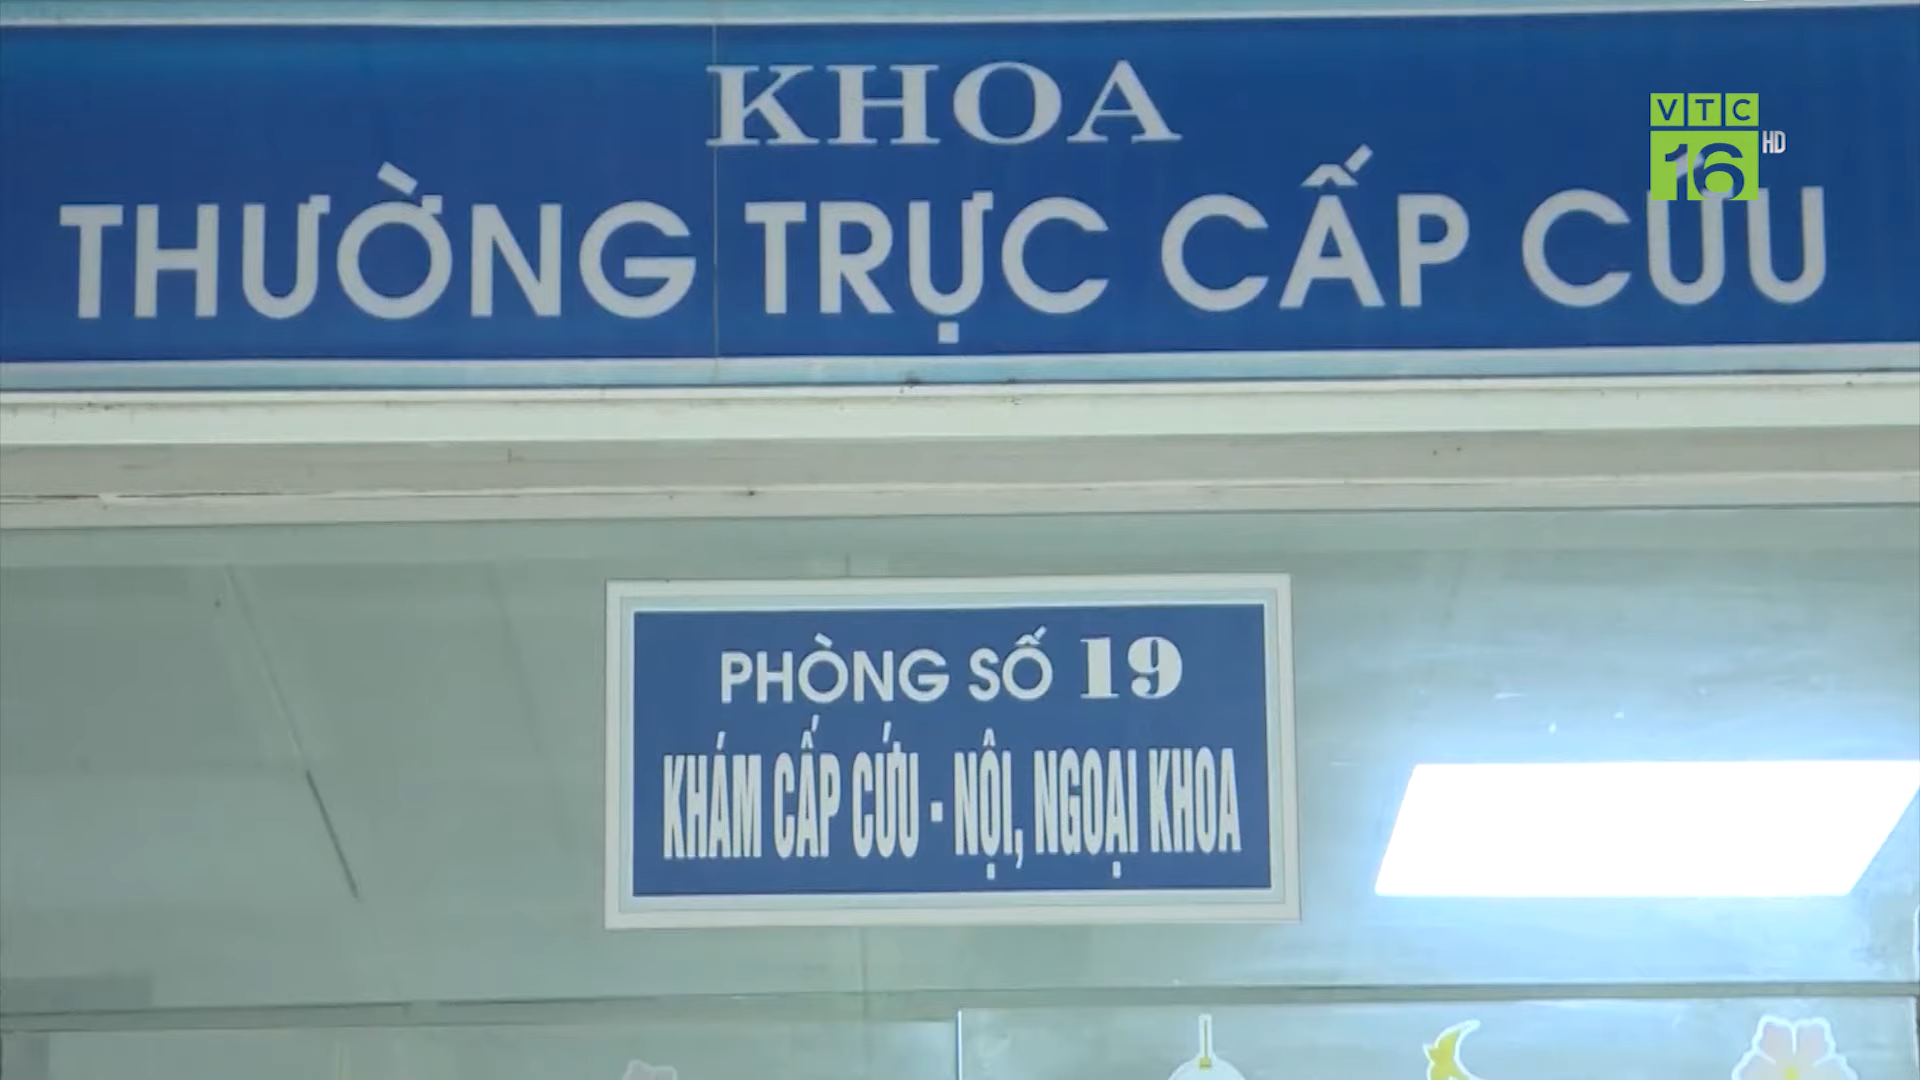 KHOA
THƯỜNG TRỰC CẤP CỨU
VTC
16 HD
PHÒNG SỐ 19
KHÁM CẤP CỨU - NỘI, NGOẠI KHOA